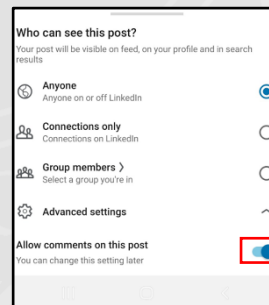 Who can see this post?
Your post will be visible on feed, on your profile and in search
results
Anyone
Anyone on or off LinkedIn
Connections only
Connections on LinkedIn
Group members >
Select a group you're in
Advanced settings
Allow comments on this post
You can change this setting later